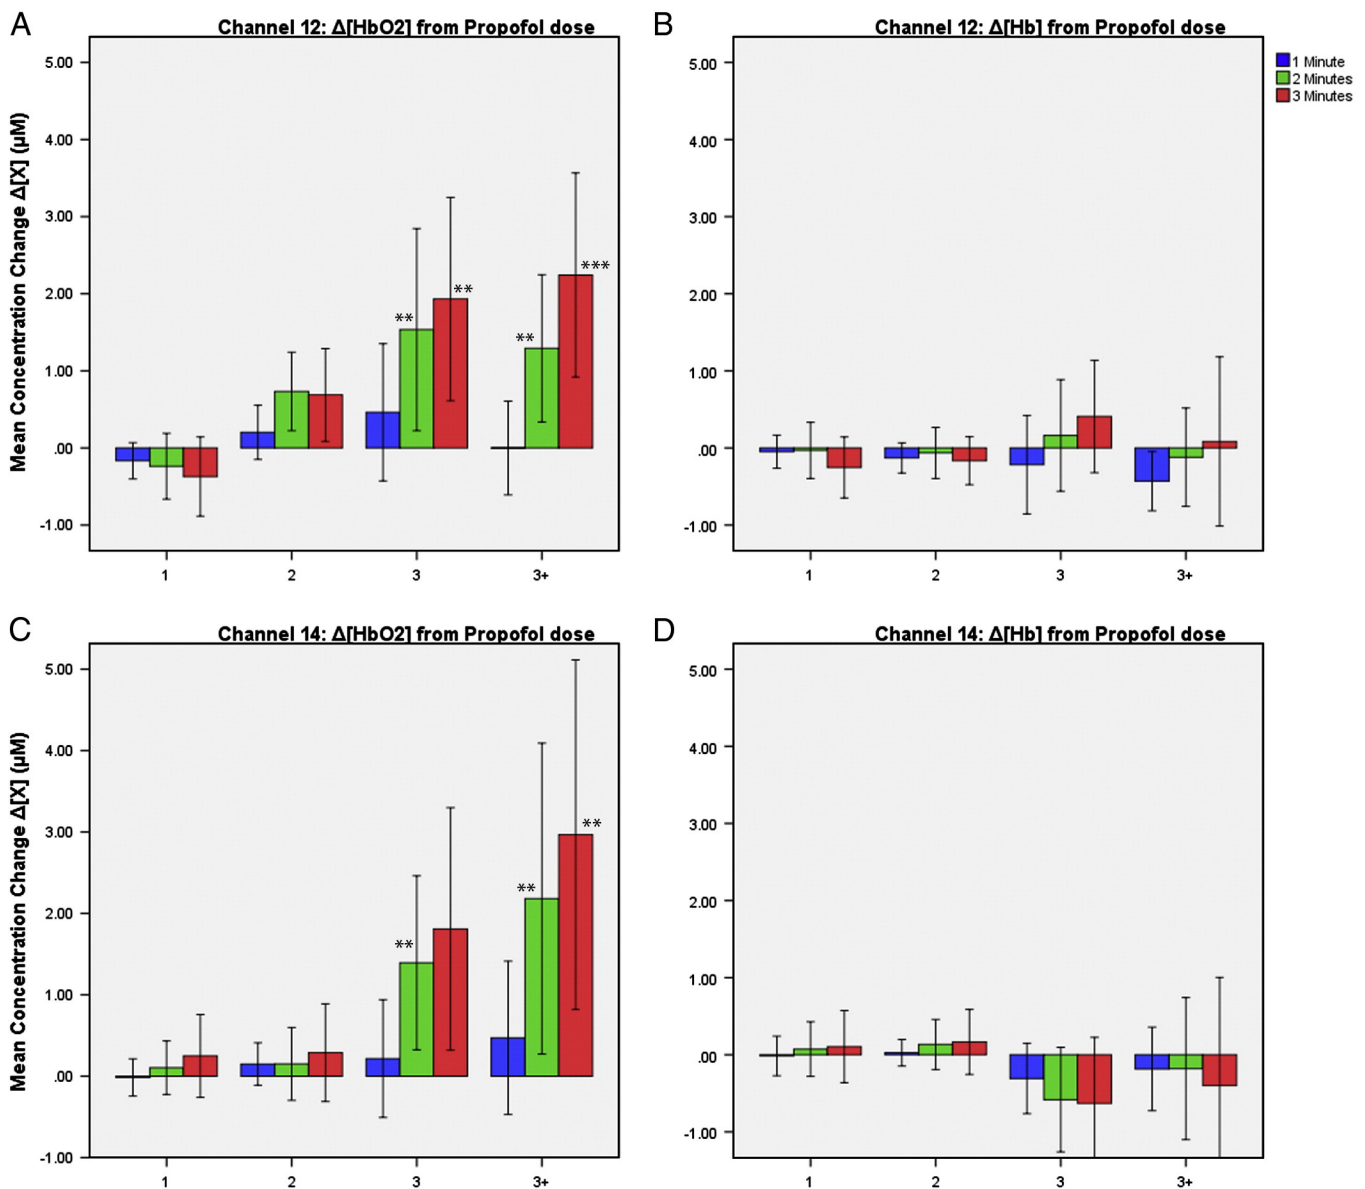 A
Channel 12: Δ[HbO2] from Propofol dose
Mean Concentration Change Δ[X] (µM)
5.00
4.00
3.00
2.00
1.00
.00
-1.00
**
**
**
***
1 2 3 3+
B
Channel 12: Δ[Hb] from Propofol dose
1 Minute
2 Minutes
3 Minutes
5.00
4.00
3.00
2.00
1.00
.00
-1.00
1 2 3 3+
C
Channel 14: Δ[HbO2] from Propofol dose
Mean Concentration Change Δ[X] (µM)
5.00
4.00
3.00
2.00
1.00
.00
-1.00
**
**
**
1 2 3 3+
D
Channel 14: Δ[Hb] from Propofol dose
5.00
4.00
3.00
2.00
1.00
.00
-1.00
1 2 3 3+